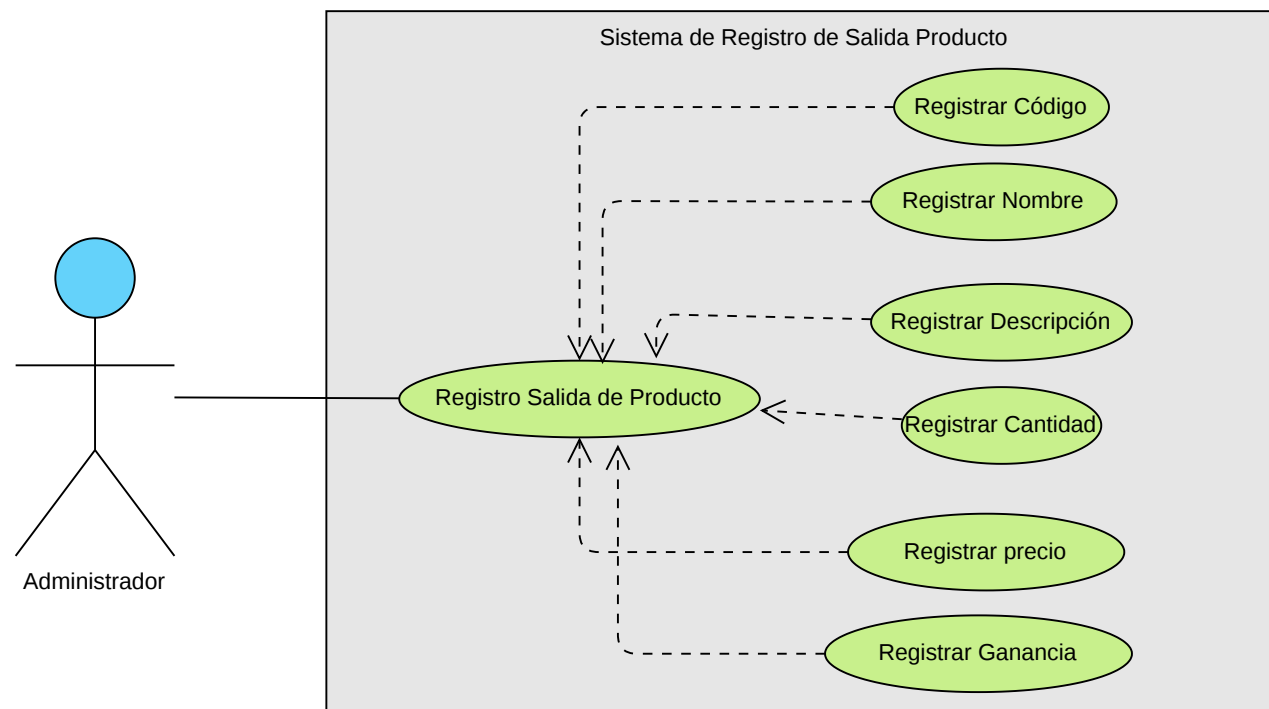 Sistema de Registro de Salida Producto
Registrar Código
Registrar Nombre
Registrar Descripción
Registro Salida de Producto
Registrar Cantidad
Registrar precio
Administrador
Registrar Ganancia